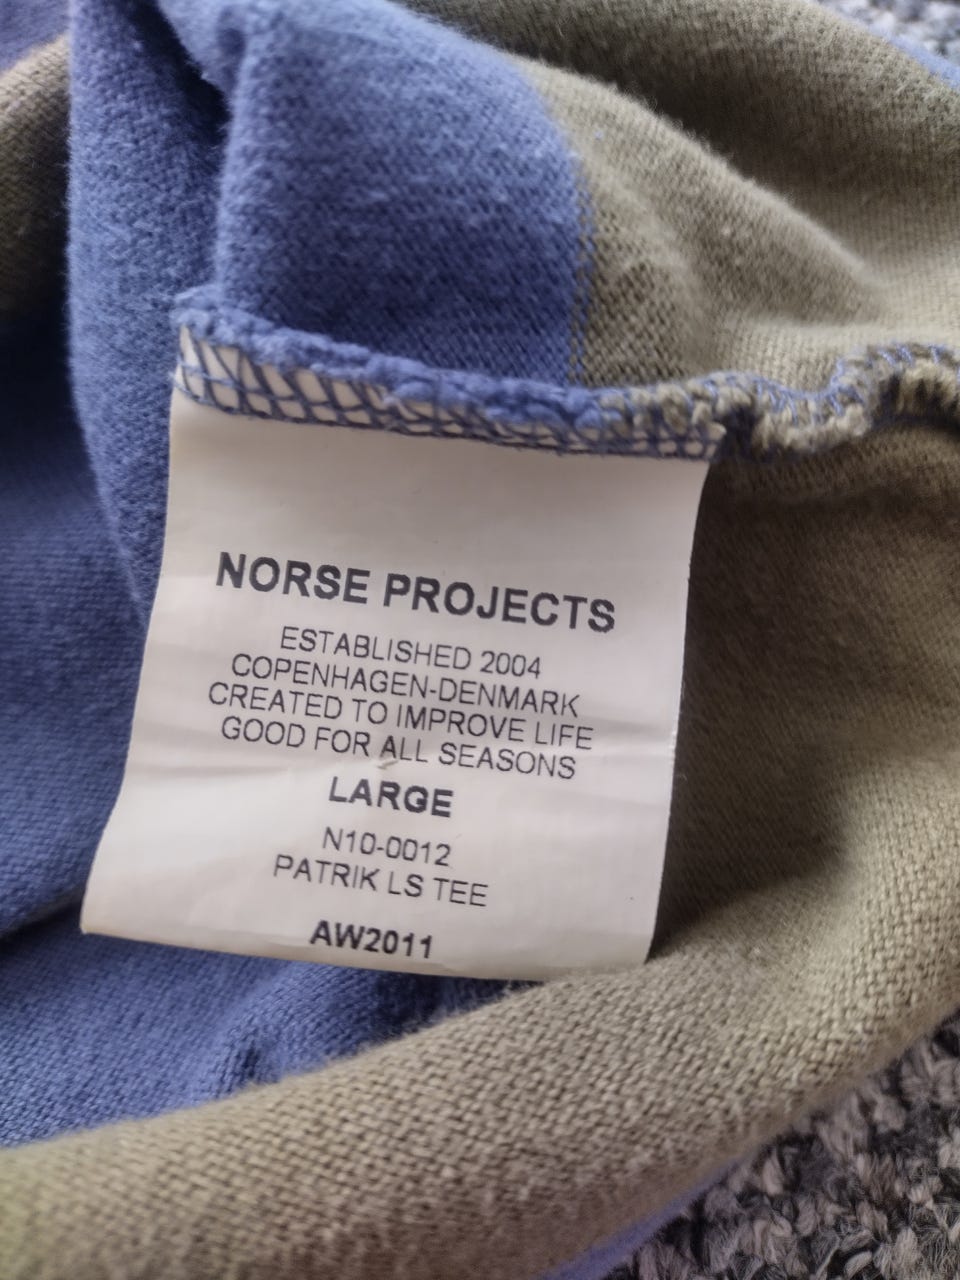 NORSE PROJECTS
ESTABLISHED 2004
COPENHAGEN-DENMARK
CREATED TO IMPROVE LIFE
GOOD FOR ALL SEASONS
LARGE
N10-0012
PATRIK LS TEE
AW2011